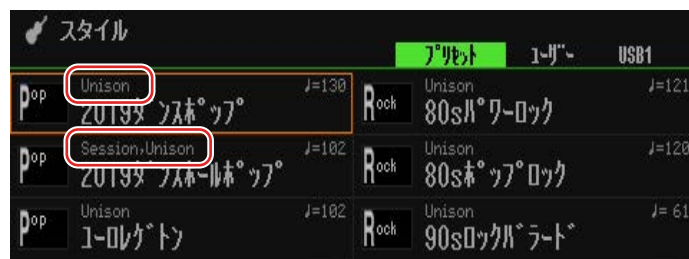 スタイル
プリセット ユーザー USB1
Pop Unison ♩=130
2019ダンスポップ
Rock Unison ♩=121
80sパワーロック
Pop Session,Unison ♩=102
2019ダンスホールポップ
Rock Unison ♩=120
80sポップロック
Pop Unison ♩=102
ユーロレゲトン
Rock Unison ♩= 61
90sロックバラード